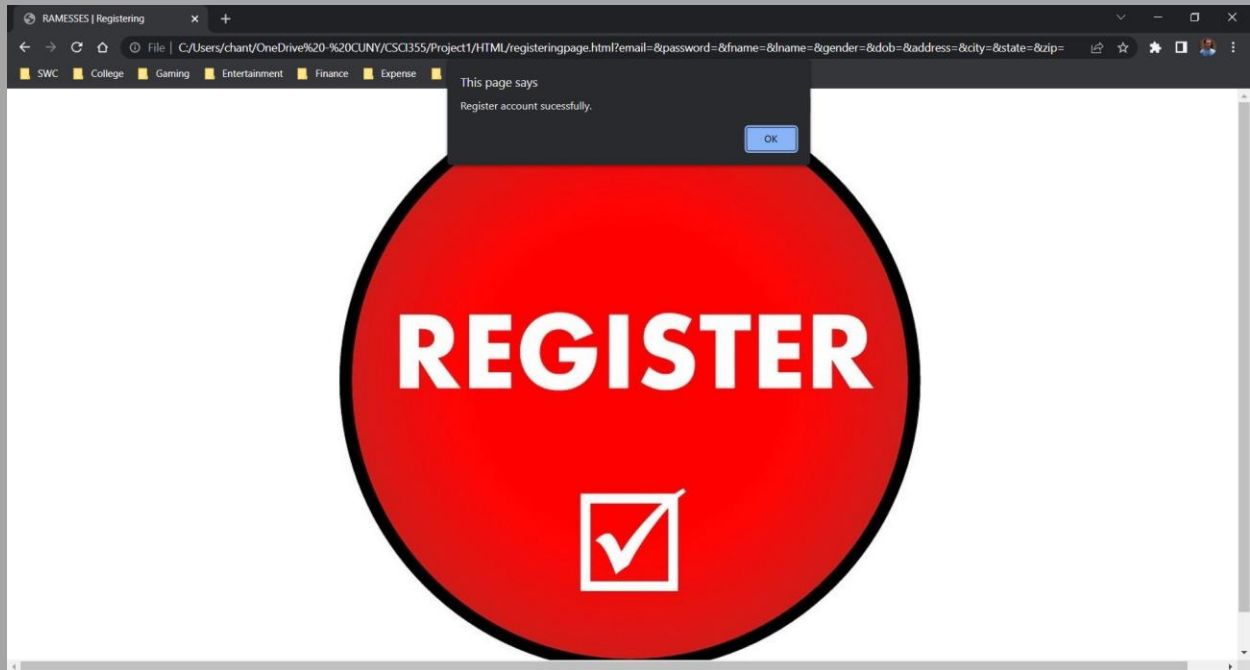 RAMESSES | Registering
File | C:/Users/chant/OneDrive%20-%20CUNY/CSCI355/Project1/HTML/registeringpage.html?email=&password=&fname=&lname=&gender=&dob=&address=&city=&state=&zip=
SWC College Gaming Entertainment Finance Expense
This page says
Register account sucessfully.
OK
REGISTER